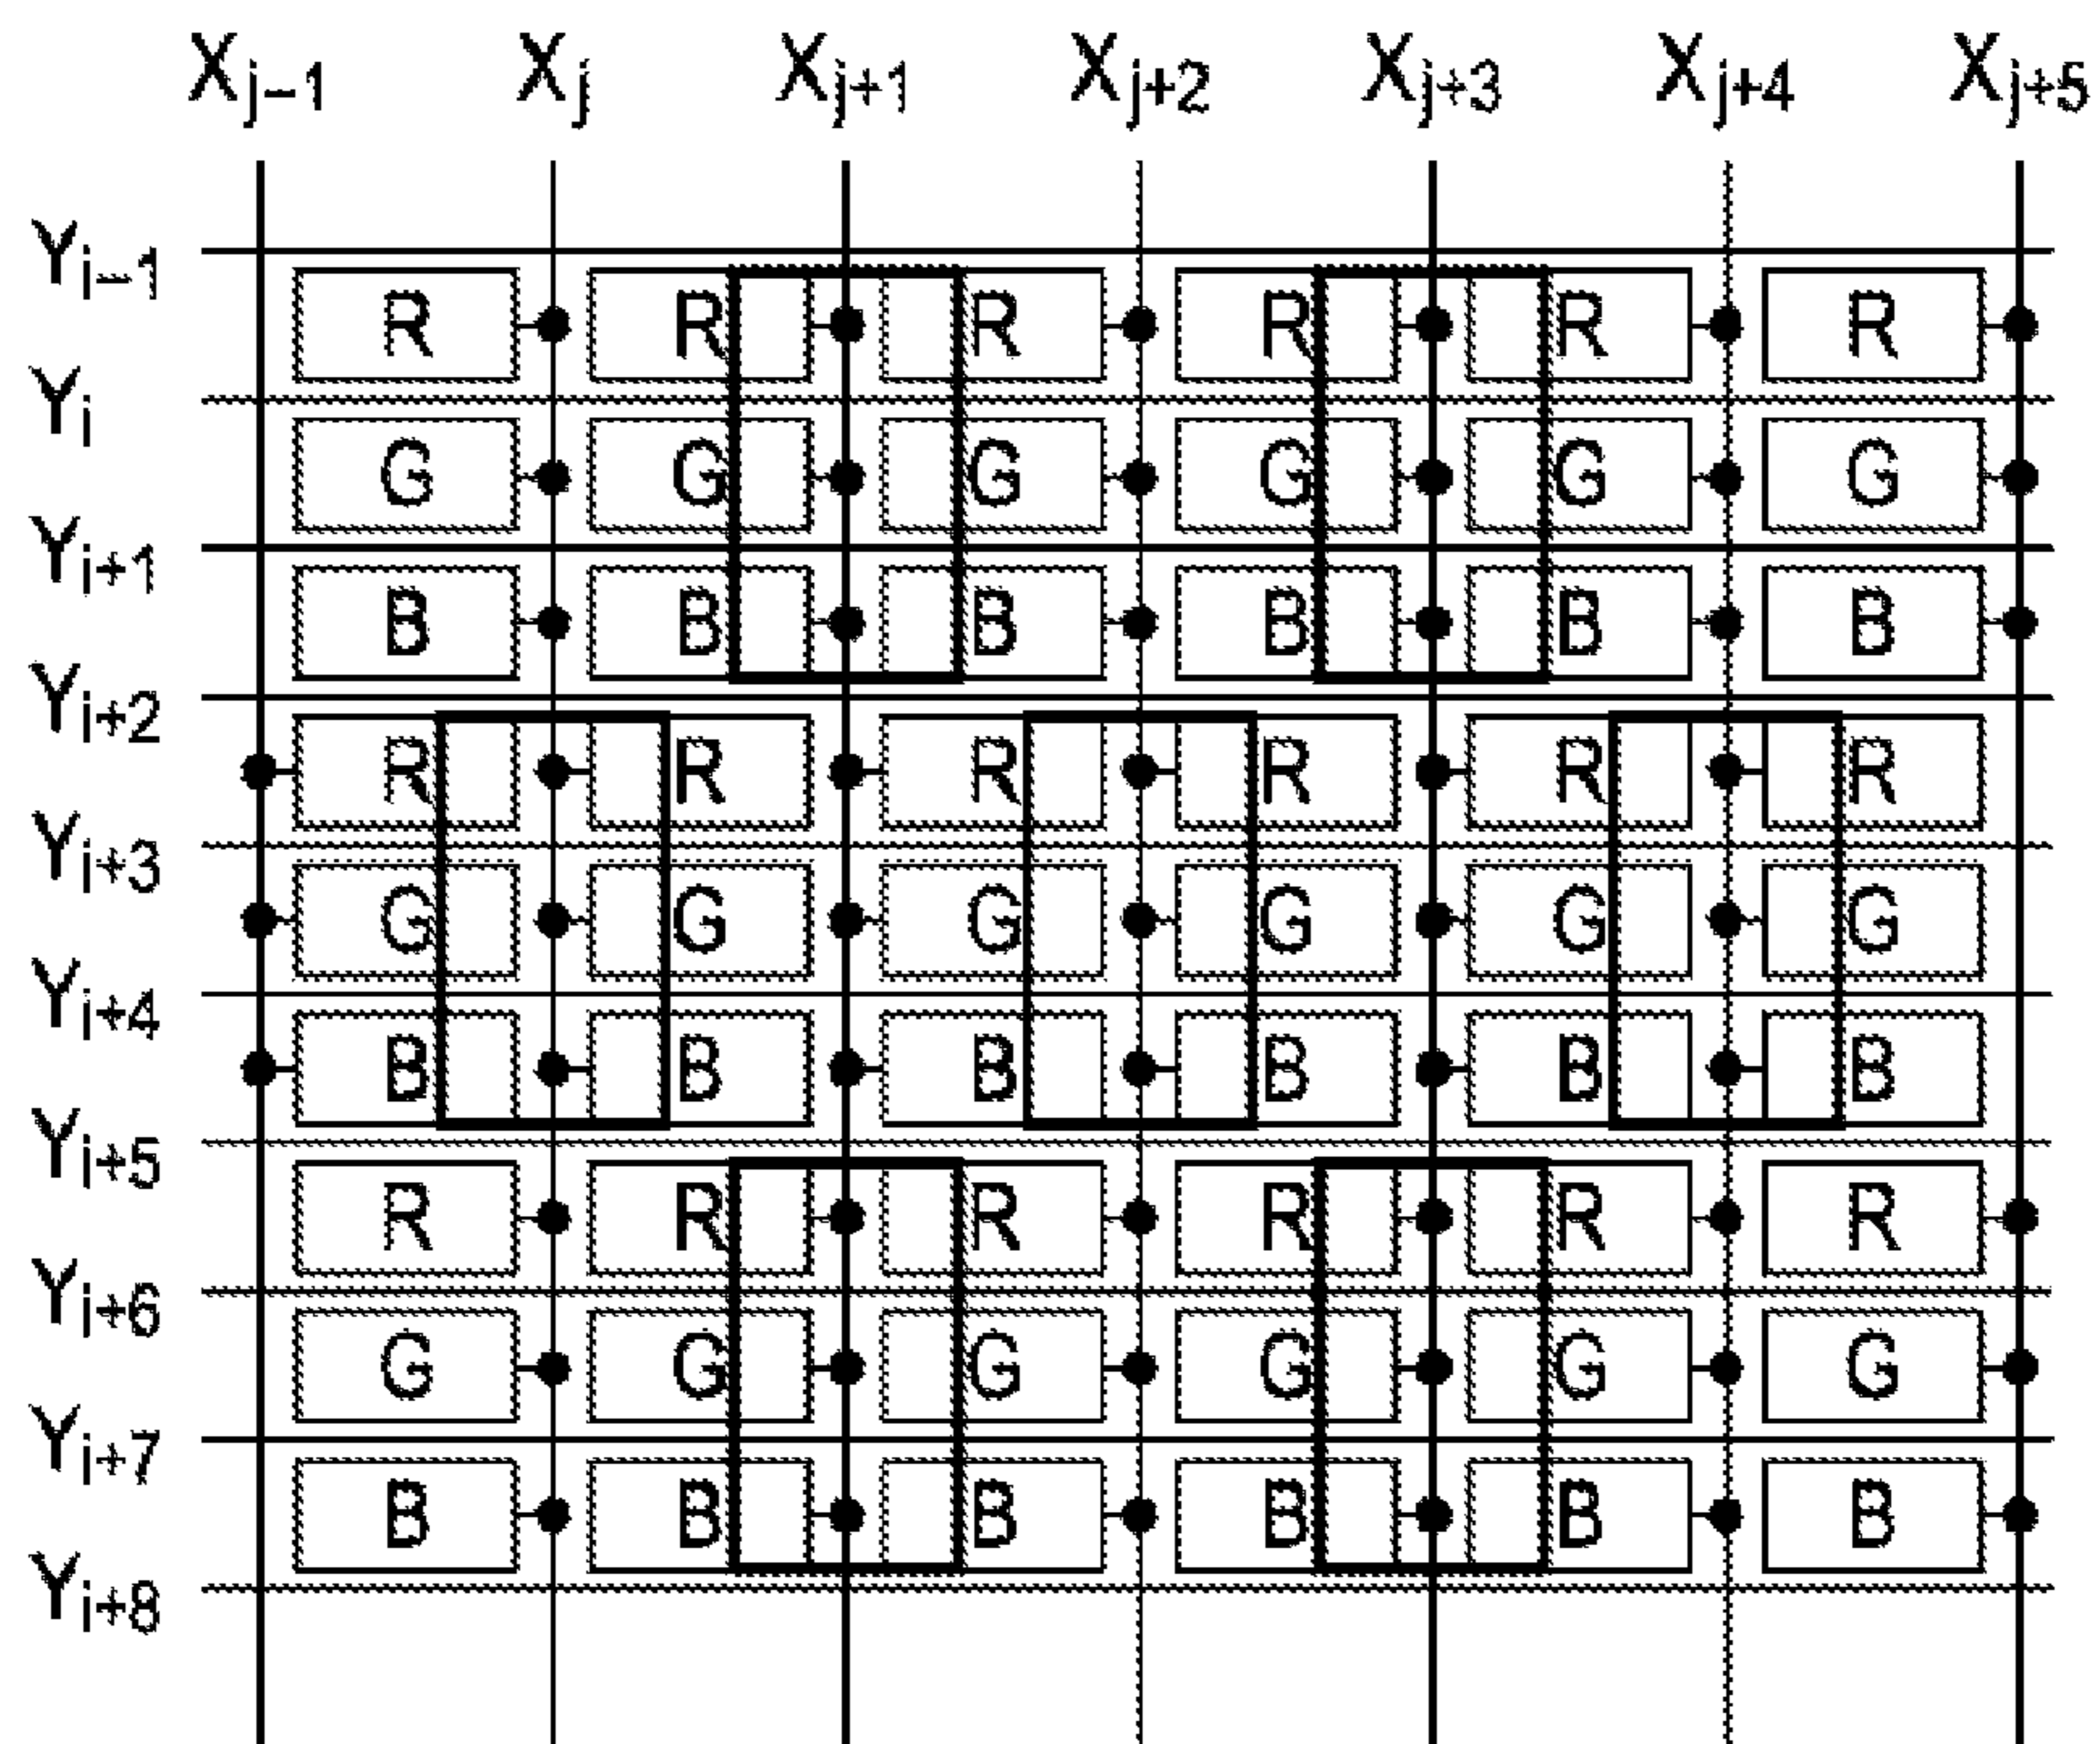 Xj−1 Xj Xj+1 Xj+2 Xj+3 Xj+4 Xj+5
Yi−1
R R R R R R
Yi
G G G G G G
Yi+1
B B B B B B
Yi+2
R R R R R R
Yi+3
G G G G G G
Yi+4
B B B B B B
Yi+5
R R R R R R
Yi+6
G G G G G G
Yi+7
B B B B B B
Yi+8